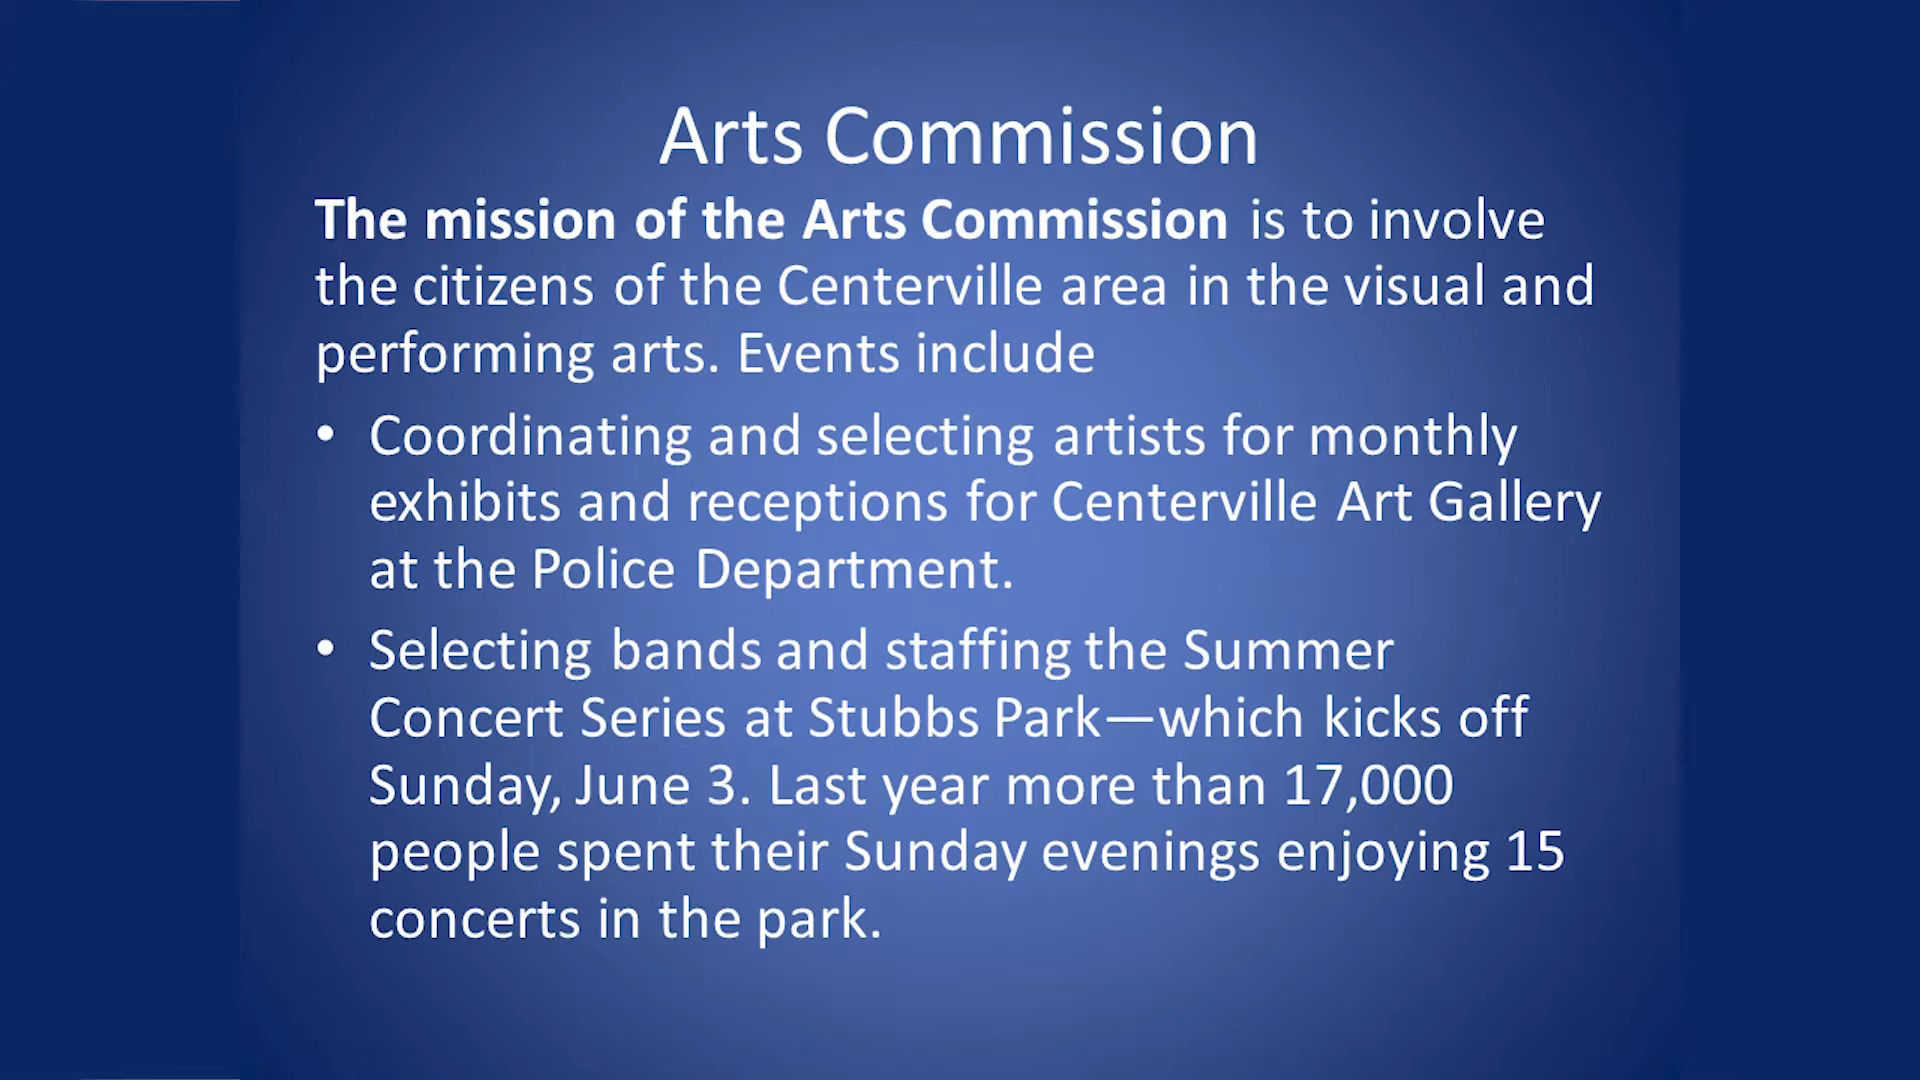 Arts Commission
The mission of the Arts Commission is to involve
the citizens of the Centerville area in the visual and
performing arts. Events include
• Coordinating and selecting artists for monthly
exhibits and receptions for Centerville Art Gallery
at the Police Department.
• Selecting bands and staffing the Summer
Concert Series at Stubbs Park—which kicks off
Sunday, June 3. Last year more than 17,000
people spent their Sunday evenings enjoying 15
concerts in the park.